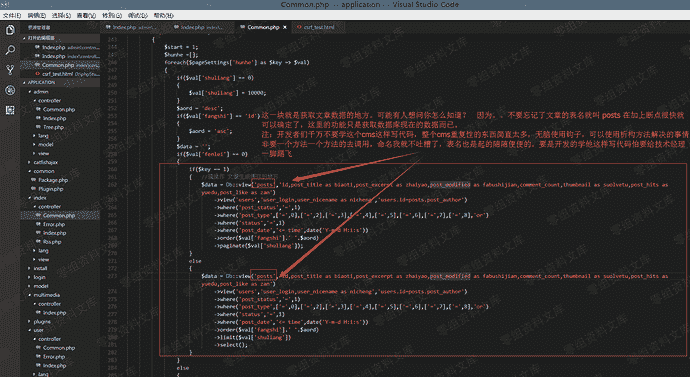 Common.php -- application -- Visual Studio Code
文件(F) 编辑(E) 选择(S) 查看(V) 转到(G) 调试(D) 帮助(H)
资源管理器
Index.php
Index.php
Common.php
csrf_test.html
打开的编辑器
Index.php admin\contro...
Index.php index\control...
Common.php index\cont...
csrf_test.html D:\phpStu...
APPLICATION
admin
controller
Common.php
Index.php
Tree.php
lang
view
catfishajax
common
Package.php
Plugin.php
index
controller
Common.php
Error.php
Index.php
Rss.php
lang
view
install
login
model
multimedia
controller
Index.php
plugins
user
controller
Common.php
Error.php
Index.php
lang
{
$start = 1;
$hunhe =[];
foreach($pageSettings['hunhe'] as $key => $val)
{
if($val['shuliang'] == 0)
{
$val['shuliang'] = 10000;
}
$aord = 'desc';
if($val['fangshi'] == 'id')
{
$aord = 'asc';
}
$data = '';
if($val['fenlei'] == 0)
{
这一块就是获取文章数据的地方，可能有人想问你怎么知道？ 因为，，不要忘记了文章的表名就叫 posts 在加上断点很快就
可以确定了，这里的功能只是获取数据库现在的数据而已。
注：开发者们千万不要学这个cms这样写代码，整个cms重复性的东西简直太多，无脑使用钩子，可以使用析构方法解决的事情
非要一个方法一个方法的去调用，命名我就不吐槽了，表名也是起的随随便便的，要是开发的学他这样写代码怕要给技术经理
一脚踢飞
if($key == 1)
{
$data = Db::view('posts','id,post_title as biaoti,post_excerpt as zhaiyao,post_modified as fabushijian,comment_count,thumbnail as suolvetu,post_hits as
yuedu,post_like as zan')
->view('users','user_login,user_nicename as nicheng','users.id=posts.post_author')
->where('post_status','=',1)
->where('post_type',['=',0],['=',2],['=',3],['=',4],['=',5],['=',6],['=',7],['=',8],'or')
->where('status','=',1)
->where('post_date','<= time',date('Y-m-d H:i:s'))
->order($val['fangshi'].' '.$aord)
->paginate($val['shuliang']);
}
else
{
$data = Db::view('posts','id,post_title as biaoti,post_excerpt as zhaiyao,post_modified as fabushijian,comment_count,thumbnail as suolvetu,post_hits as
yuedu,post_like as zan')
->view('users','user_login,user_nicename as nicheng','users.id=posts.post_author')
->where('post_status','=',1)
->where('post_type',['=',0],['=',2],['=',3],['=',4],['=',5],['=',6],['=',7],['=',8],'or')
->where('status','=',1)
->where('post_date','<= time',date('Y-m-d H:i:s'))
->order($val['fangshi'].' '.$aord)
->limit($val['shuliang'])
->select();
}
}
else